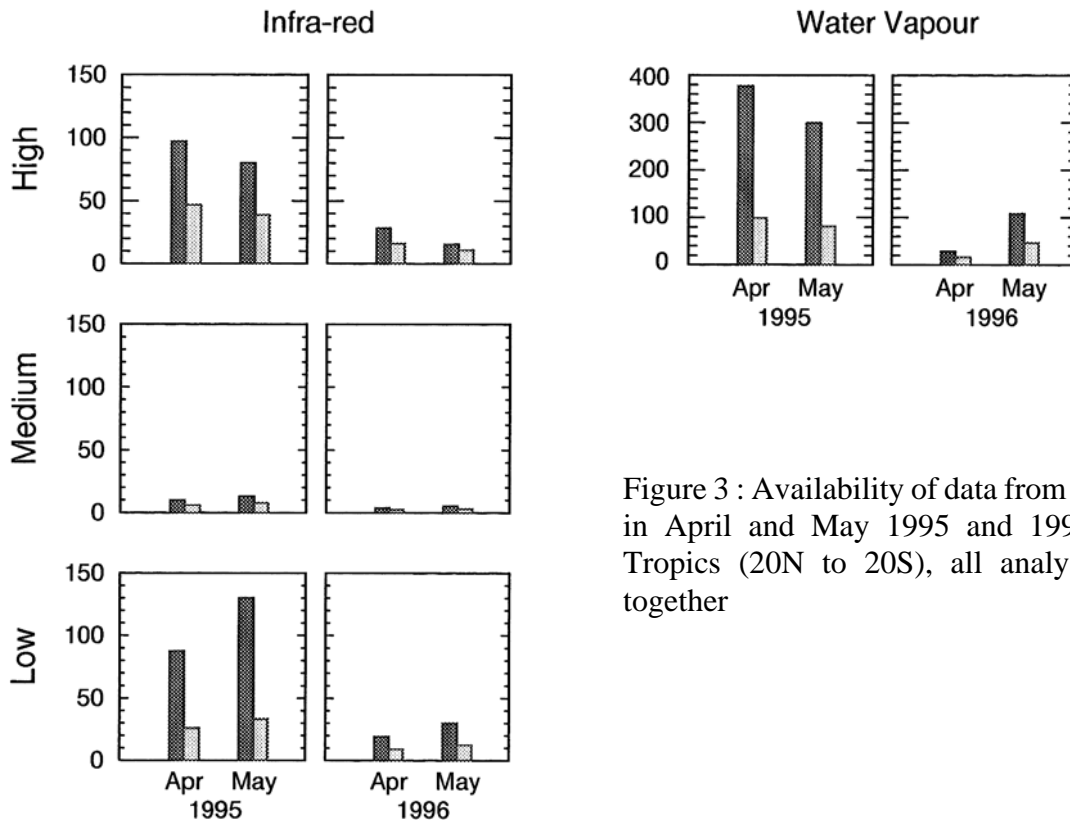 Infra-red
Water Vapour
High
150
100
50
0
400
300
200
100
0
Apr May
1995
Apr May
1996
Medium
150
100
50
0
Figure 3 : Availability of data from
in April and May 1995 and 199
Tropics (20N to 20S), all analy
together
Low
150
100
50
0
Apr May
1995
Apr May
1996